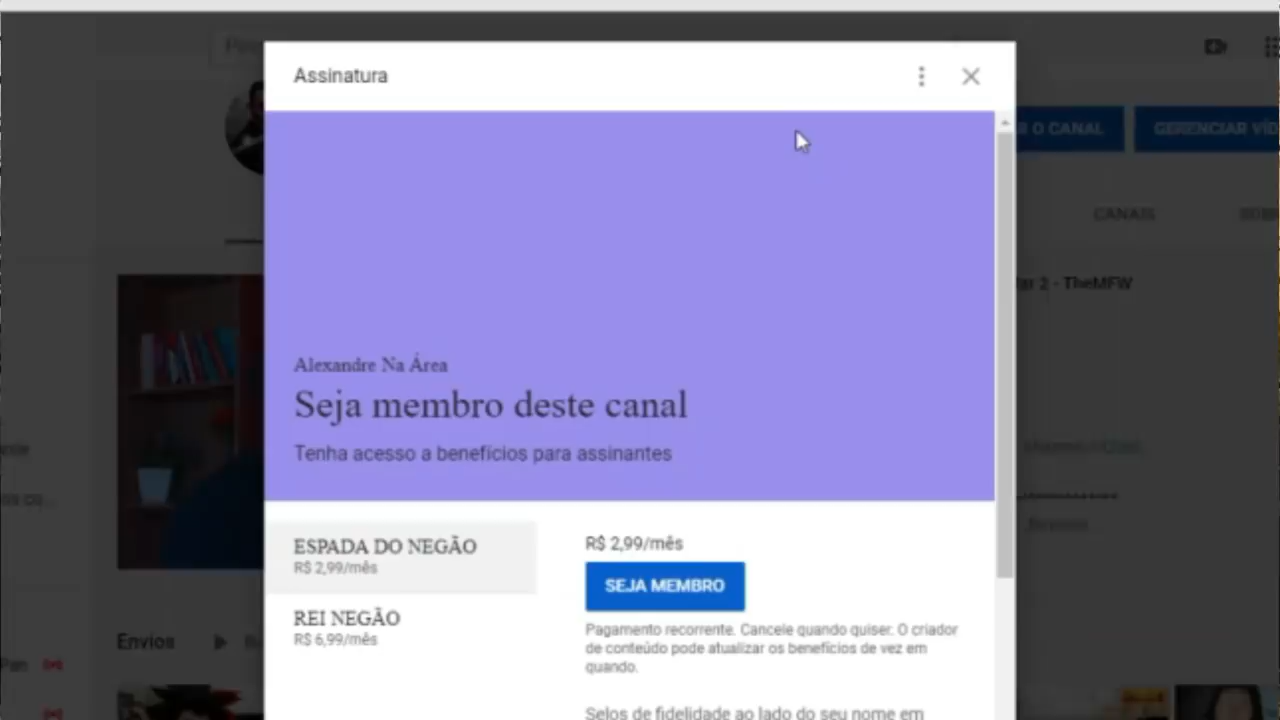 Assinatura
O CANAL
GERENCIAR VÍD
CANAIS
2 - TheMFW
Alexandre Na Área
Seja membro deste canal
Tenha acesso a benefícios para assinantes
ESPADA DO NEGÃO
R$ 2,99/mês
REI NEGÃO
R$ 6,99/mês
R$ 2,99/mês
SEJA MEMBRO
Pagamento recorrente. Cancele quando quiser. O criador
de conteúdo pode atualizar os benefícios de vez em
quando.
Selos de fidelidade ao lado do seu nome em
Envios